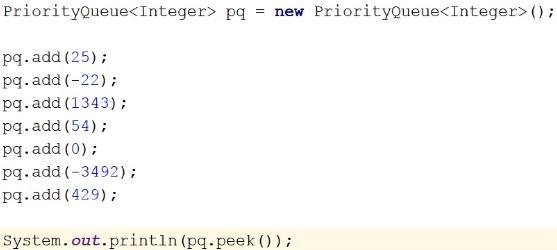 PriorityQueue<Integer> pq = new PriorityQueue<Integer>();
pq.add(25);
pq.add(-22);
pq.add(1343);
pq.add(54);
pq.add(0);
pq.add(-3492);
pq.add(429);
System.out.println(pq.peek());